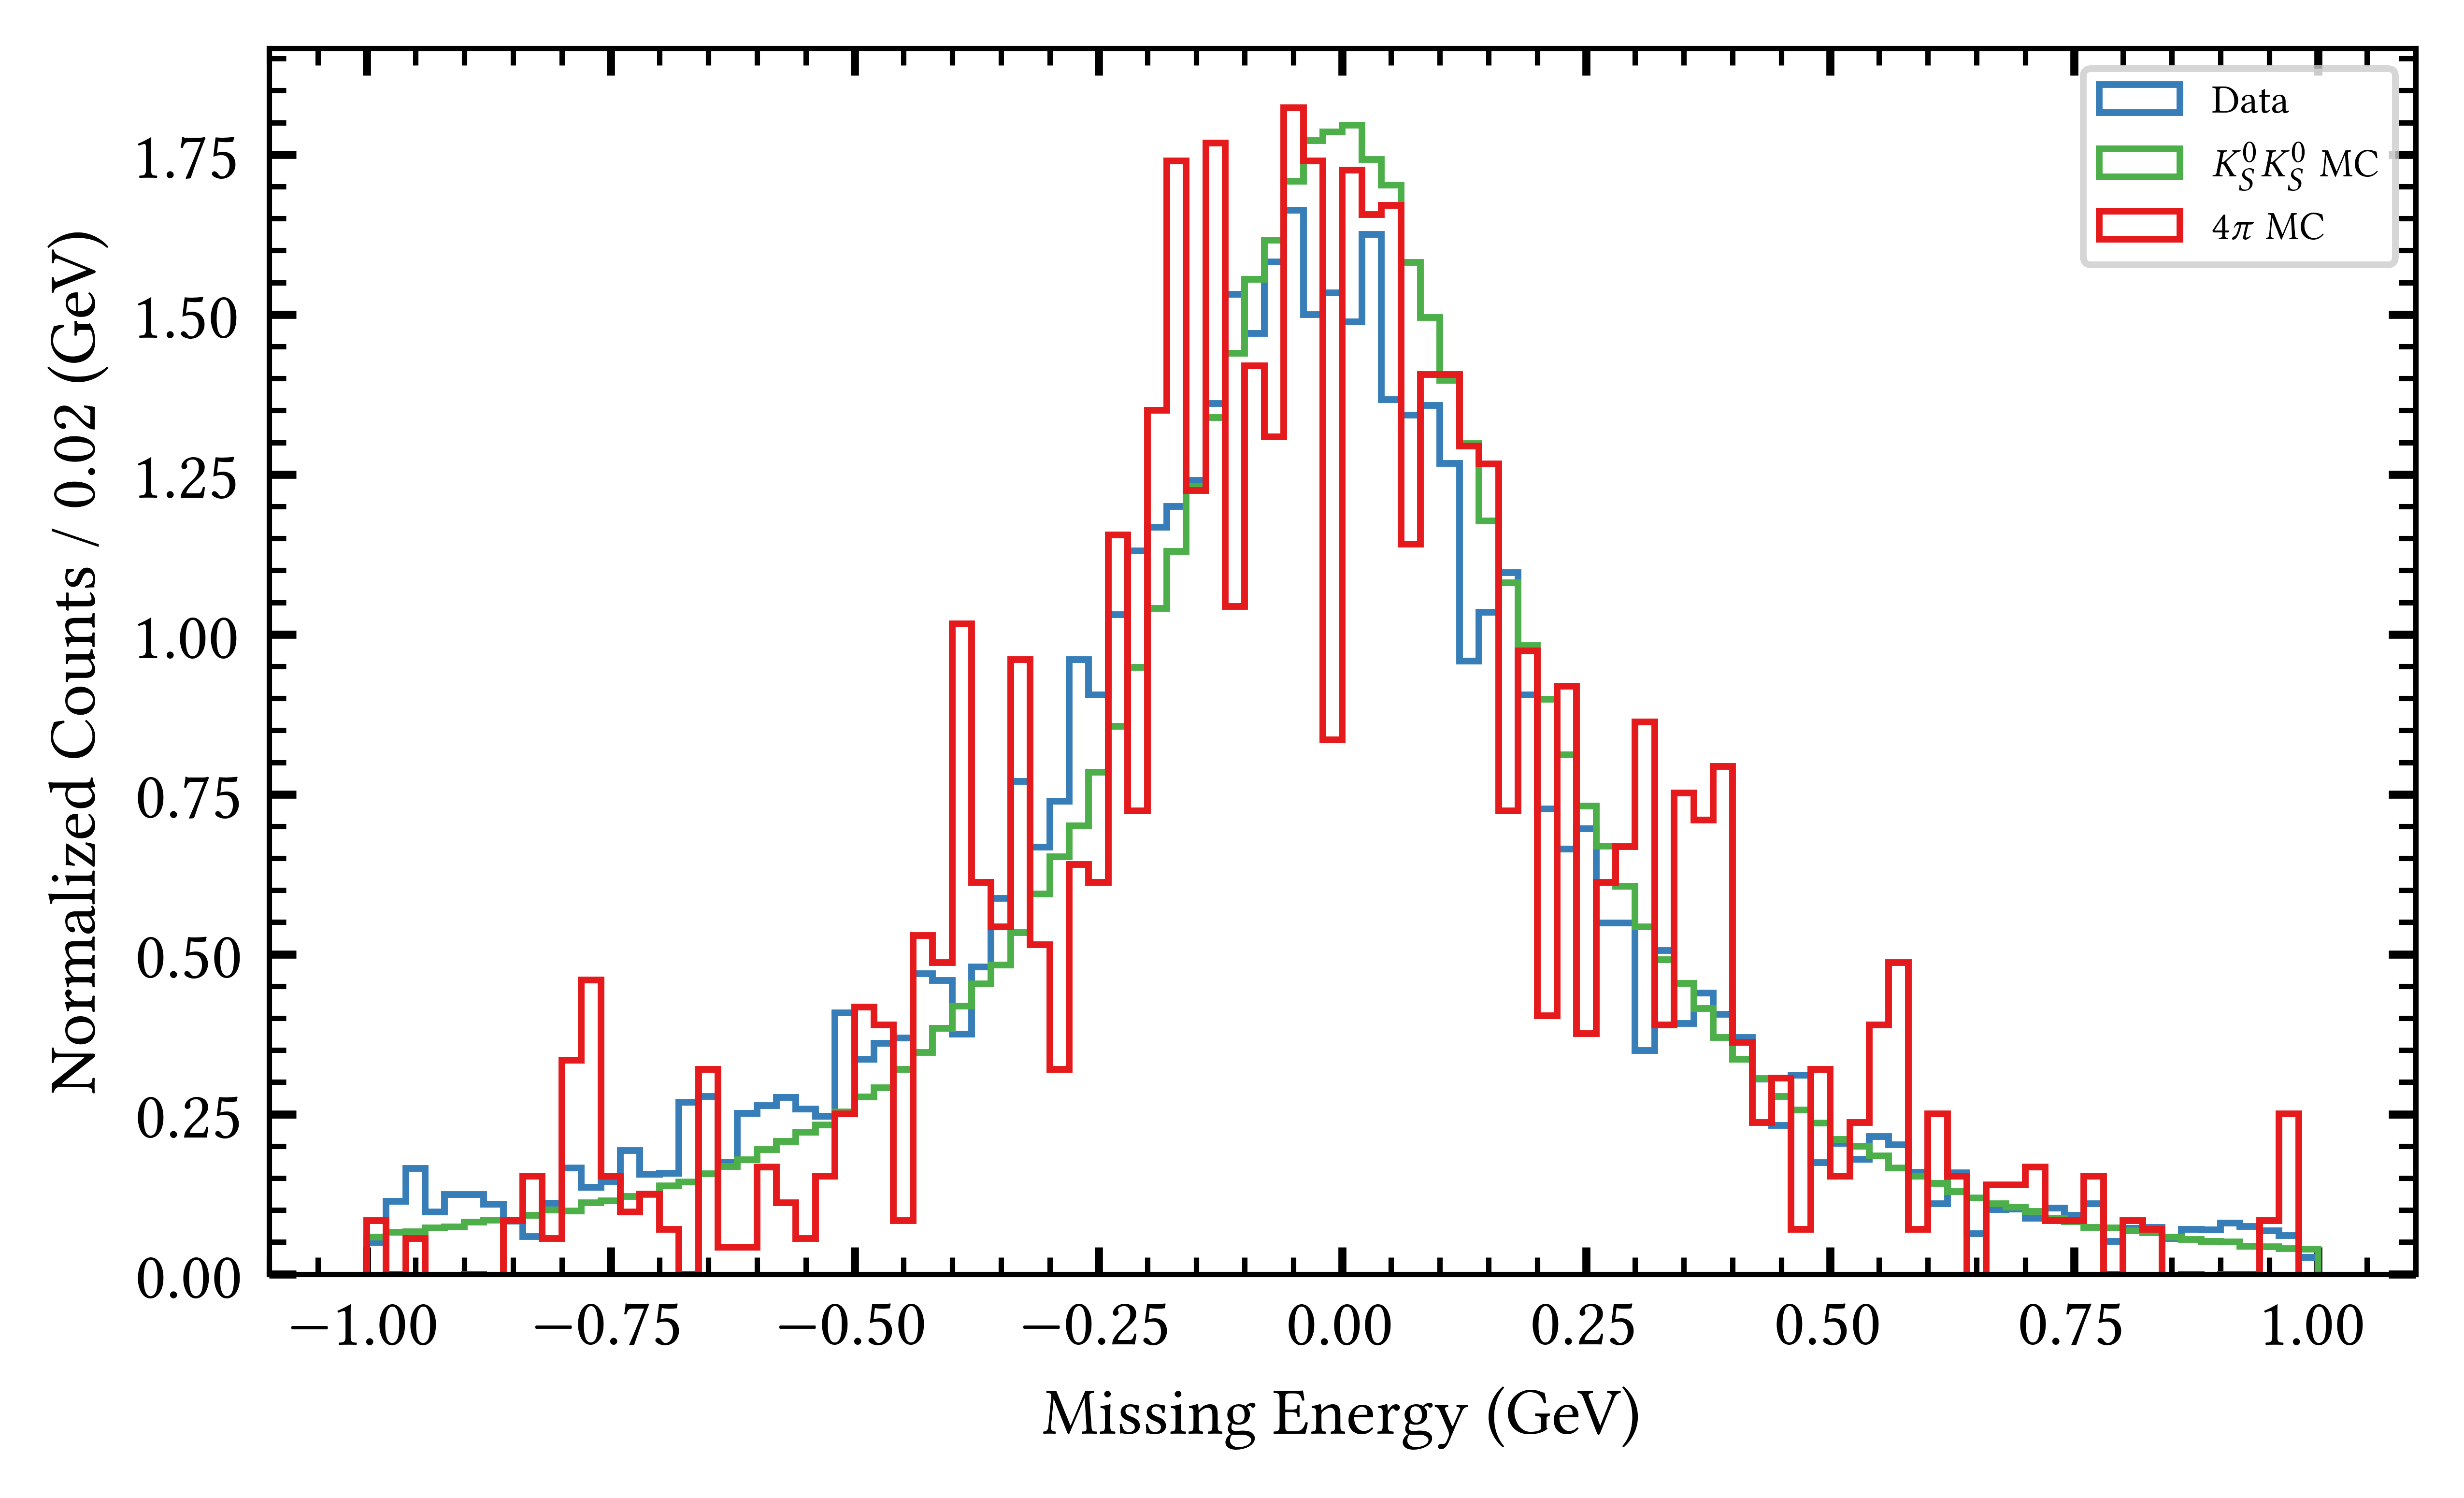 Normalized Counts / 0.02 (GeV)
1.75
1.50
1.25
1.00
0.75
0.50
0.25
0.00
−1.00 −0.75 −0.50 −0.25 0.00 0.25 0.50 0.75 1.00
Missing Energy (GeV)
Data
$K_S^0 K_S^0$ MC
4π MC